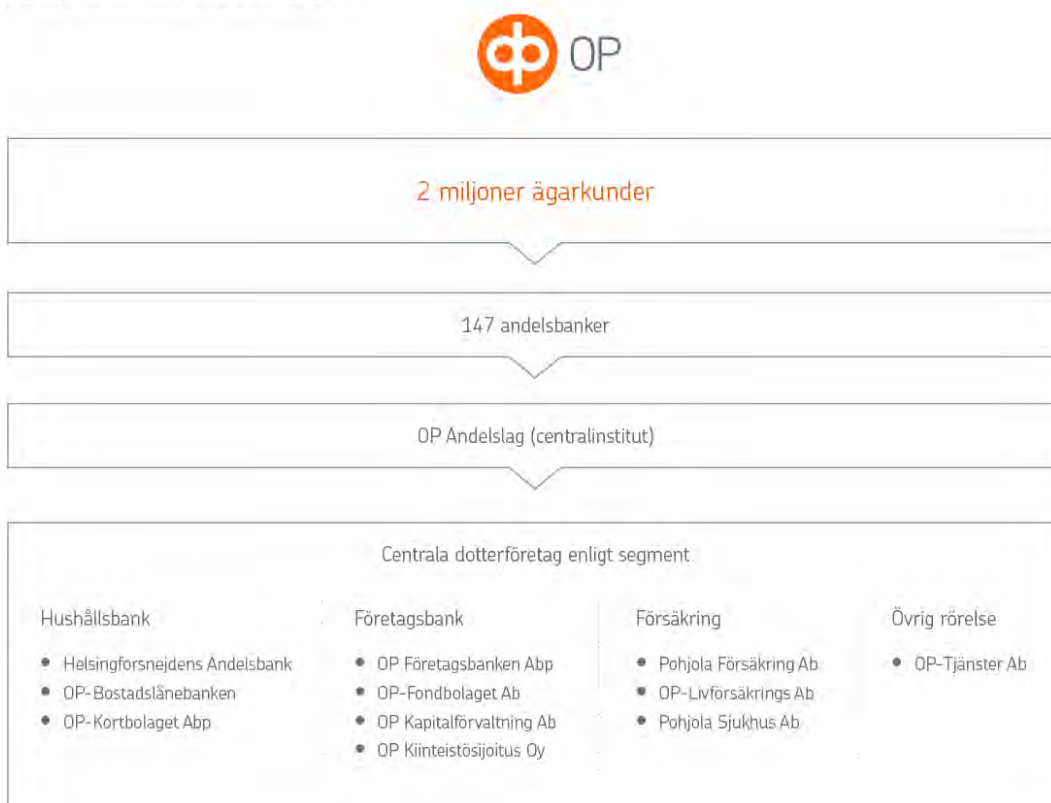 OP
2 miljoner ägarkunder
147 andelsbanker
OP Andelslag (centralinstitut)
Centrala dotterföretag enligt segment
Hushållsbank
• Helsingforsnejdens Andelsbank
• OP-Bostadslånebanken
• OP-Kortbolaget Abp
Företagsbank
• OP Företagsbanken Abp
• OP-Fondbolaget Ab
• OP Kapitalförvaltning Ab
• OP Kiinteistösijoitus Oy
Försäkring
• Pohjola Försäkring Ab
• OP-Livförsäkrings Ab
• Pohjola Sjukhus Ab
Övrig rörelse
• OP-Tjänster Ab